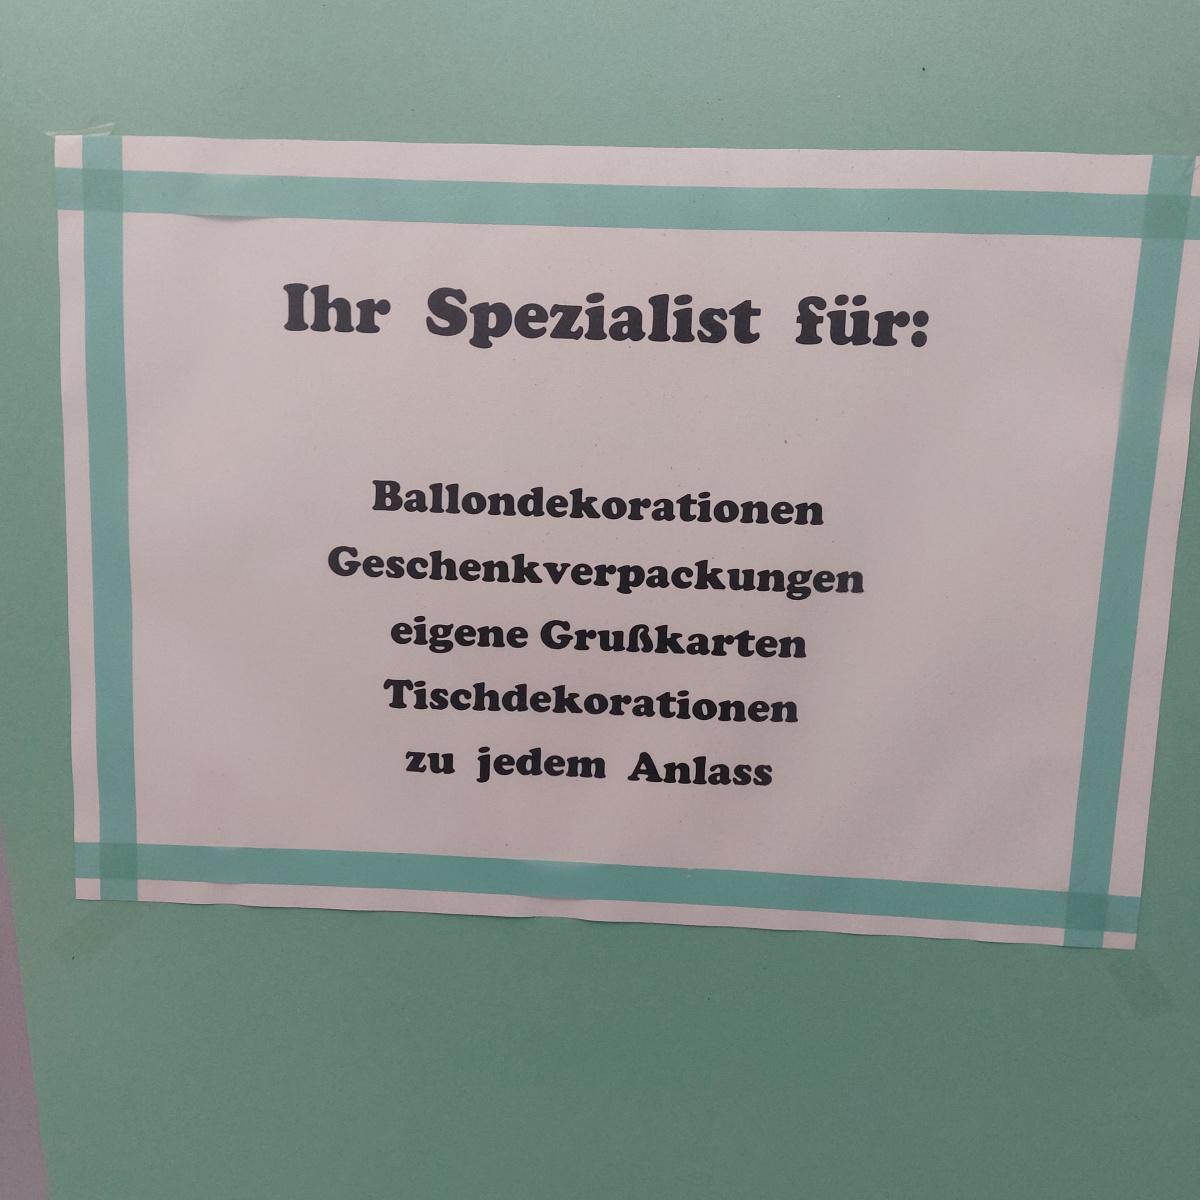 Ihr Spezialist für:
Ballondekorationen
Geschenkverpackungen
eigene Grußkarten
Tischdekorationen
zu jedem Anlass